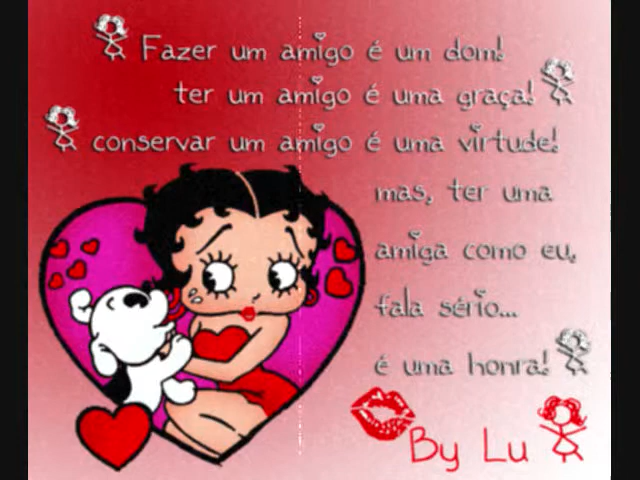 Fazer um amigo é um dom!
ter um amigo é uma graça!
conservar um amigo é uma virtude!
mas, ter uma
amiga como eu,
fala sério...
é uma honra!
By Lu